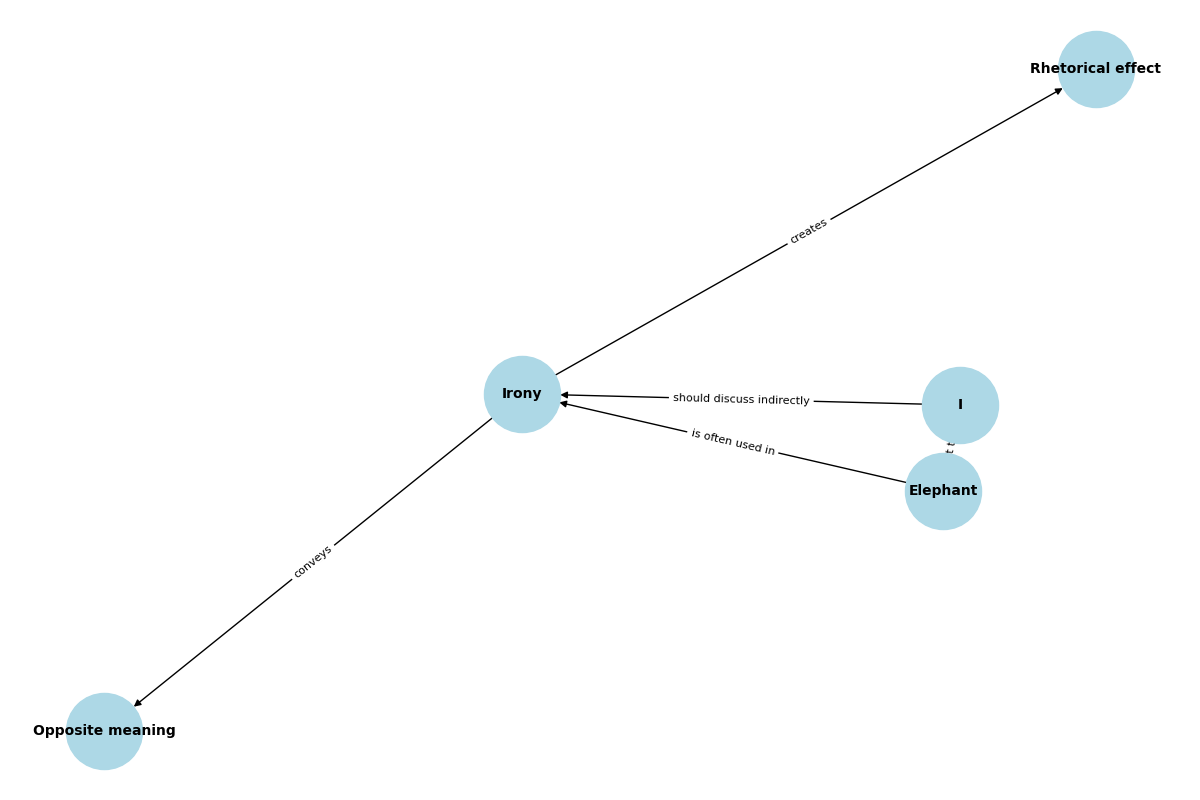 Rhetorical effect
creates
Irony
should discuss indirectly
I
is often used in
Elephant
conveys
Opposite meaning